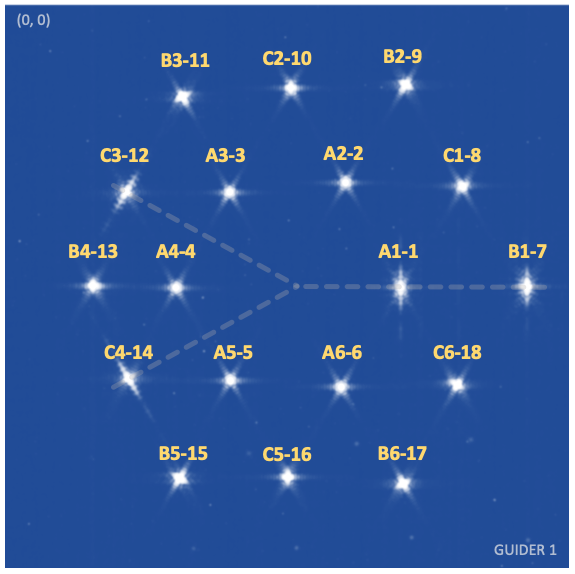 (0, 0)
B3-11
C2-10
B2-9
C3-12
A3-3
A2-2
C1-8
B4-13
A4-4
A1-1
B1-7
C4-14
A5-5
A6-6
C6-18
B5-15
C5-16
B6-17
GUIDER 1